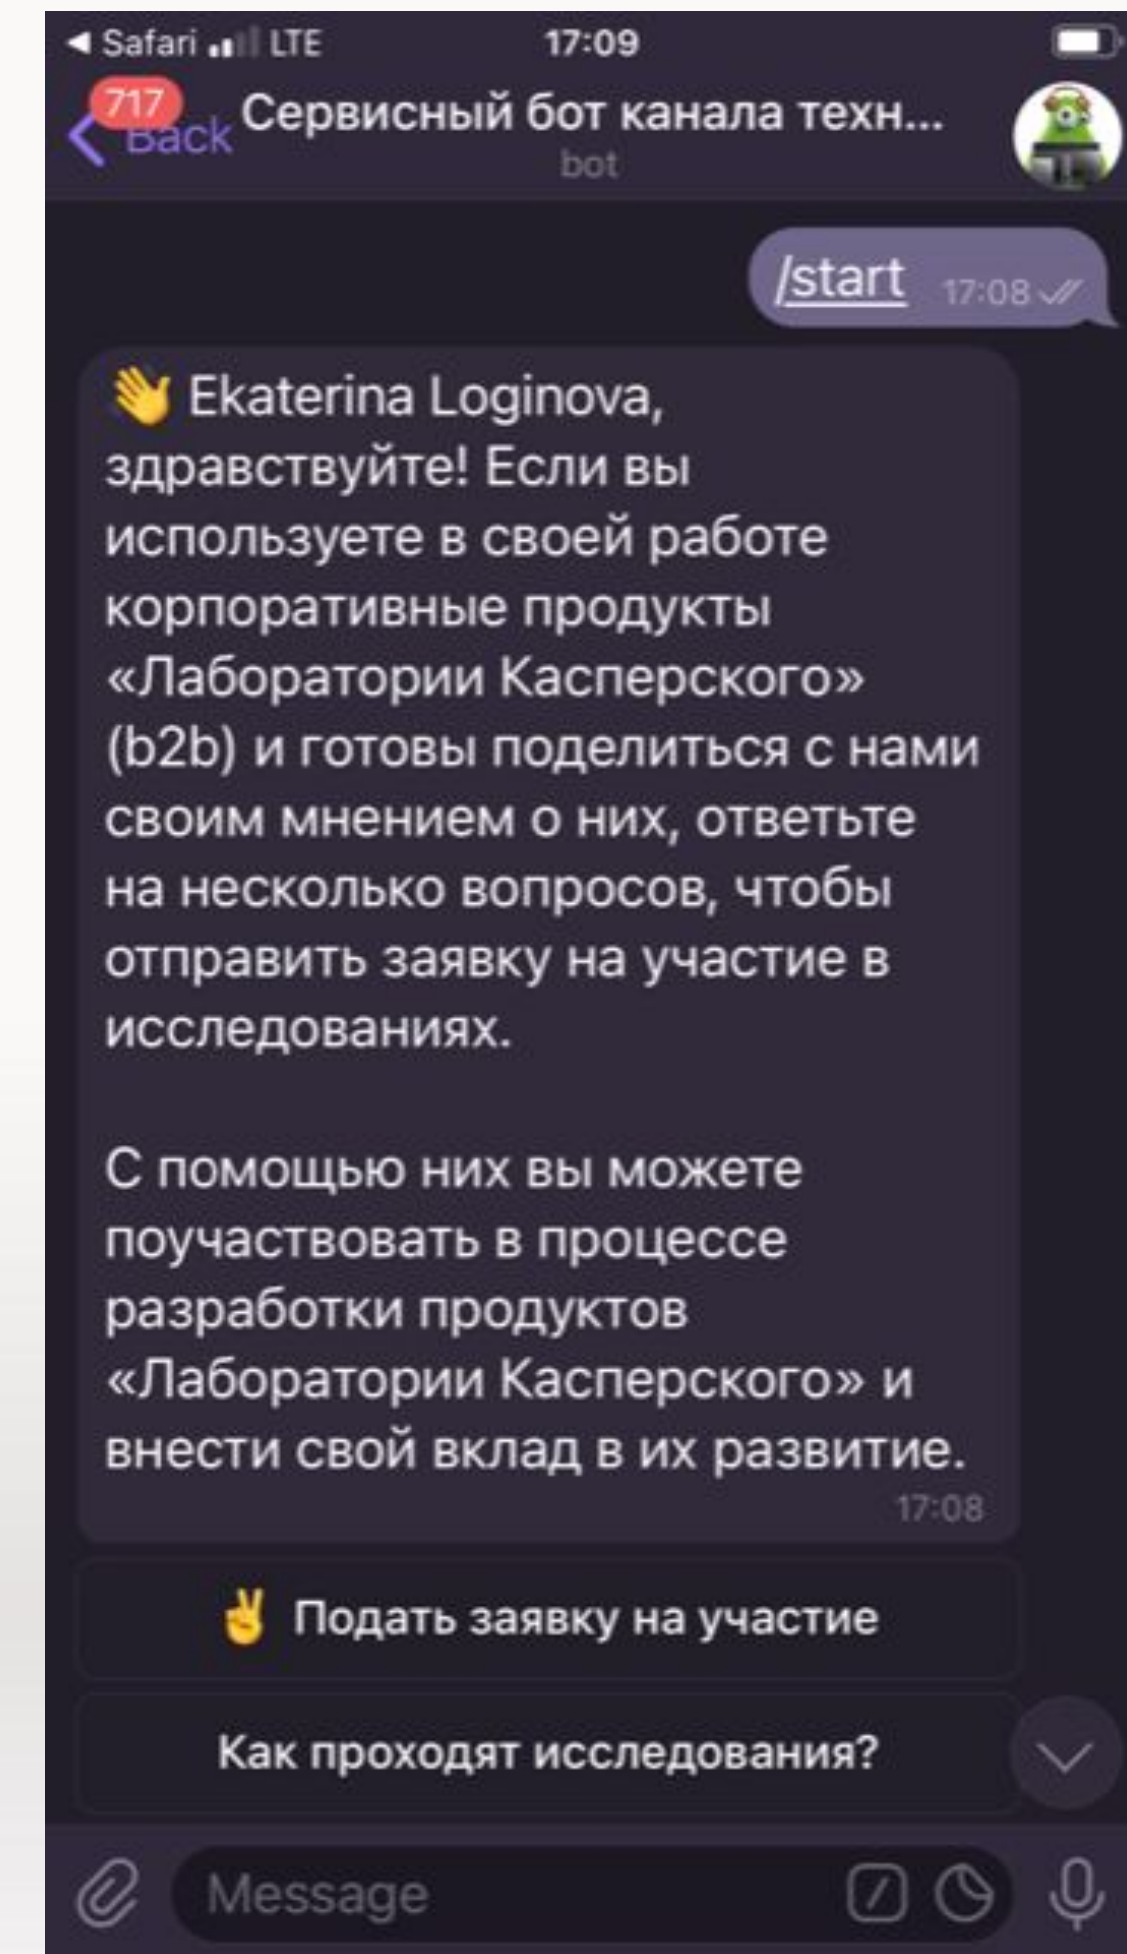 Safari LTE 17:09
717
Back Сервисный бот канала техн...
bot
/start 17:08
👋 Ekaterina Loginova,
здравствуйте! Если вы
используете в своей работе
корпоративные продукты
«Лаборатории Касперского»
(b2b) и готовы поделиться с нами
своим мнением о них, ответьте
на несколько вопросов, чтобы
отправить заявку на участие в
исследованиях.
С помощью них вы можете
поучаствовать в процессе
разработки продуктов
«Лаборатории Касперского» и
внести свой вклад в их развитие.
17:08
✌️ Подать заявку на участие
Как проходят исследования?
Message